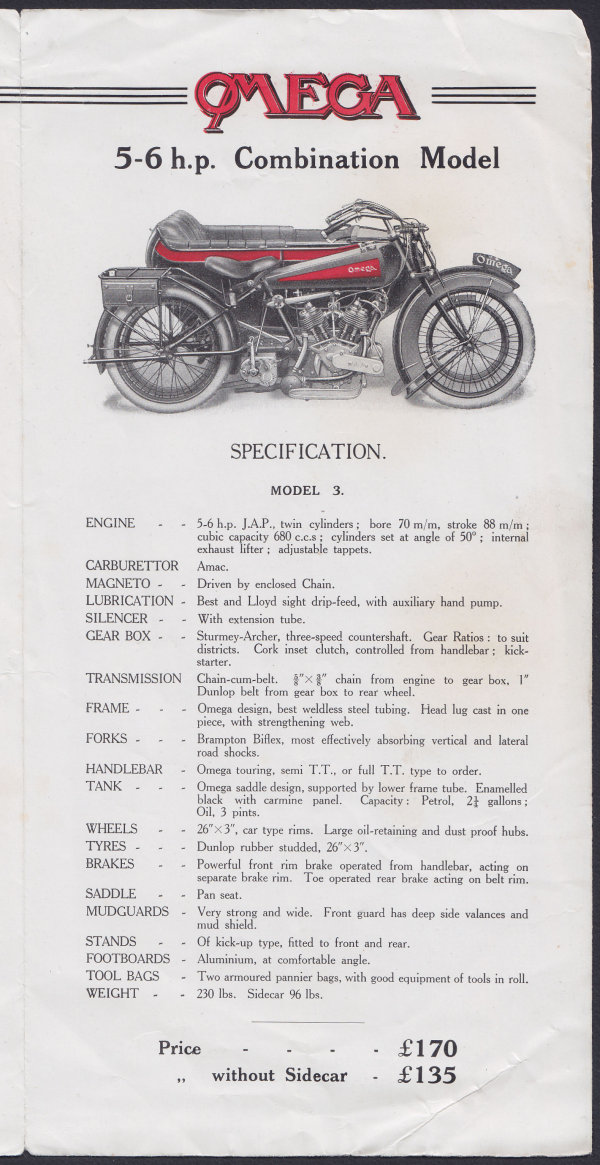 OMEGA
5-6 h.p. Combination Model
Omega
Omega
SPECIFICATION.
MODEL 3.
ENGINE - - 5-6 h.p. J.A.P., twin cylinders; bore 70 m/m, stroke 88 m/m;
cubic capacity 680 c.c.s; cylinders set at angle of 50°; internal
exhaust lifter; adjustable tappets.
CARBURETTOR Amac.
MAGNETO - - Driven by enclosed Chain.
LUBRICATION - Best and Lloyd sight drip-feed, with auxiliary hand pump.
SILENCER - - With extension tube.
GEAR BOX - - Sturmey-Archer, three-speed countershaft. Gear Ratios: to suit
districts. Cork inset clutch, controlled from handlebar; kick-
starter.
TRANSMISSION Chain-cum-belt. ⅝″×⅜″ chain from engine to gear box, 1″
Dunlop belt from gear box to rear wheel.
FRAME - - - Omega design, best weldless steel tubing. Head lug cast in one
piece, with strengthening web.
FORKS - - - Brampton Biflex, most effectively absorbing vertical and lateral
road shocks.
HANDLEBAR - Omega touring, semi T.T., or full T.T. type to order.
TANK - - - Omega saddle design, supported by lower frame tube. Enamelled
black with carmine panel. Capacity: Petrol, 2¾ gallons;
Oil, 3 pints.
WHEELS - - 26″×3″, car type rims. Large oil-retaining and dust proof hubs.
TYRES - - - Dunlop rubber studded, 26″×3″.
BRAKES - - Powerful front rim brake operated from handlebar, acting on
separate brake rim. Toe operated rear brake acting on belt rim.
SADDLE - - Pan seat.
MUDGUARDS - Very strong and wide. Front guard has deep side valances and
mud shield.
STANDS - - Of kick-up type, fitted to front and rear.
FOOTBOARDS - Aluminium, at comfortable angle.
TOOL BAGS - Two armoured pannier bags, with good equipment of tools in roll.
WEIGHT - - 230 lbs. Sidecar 96 lbs.
Price - - - - £170
„ without Sidecar - £135